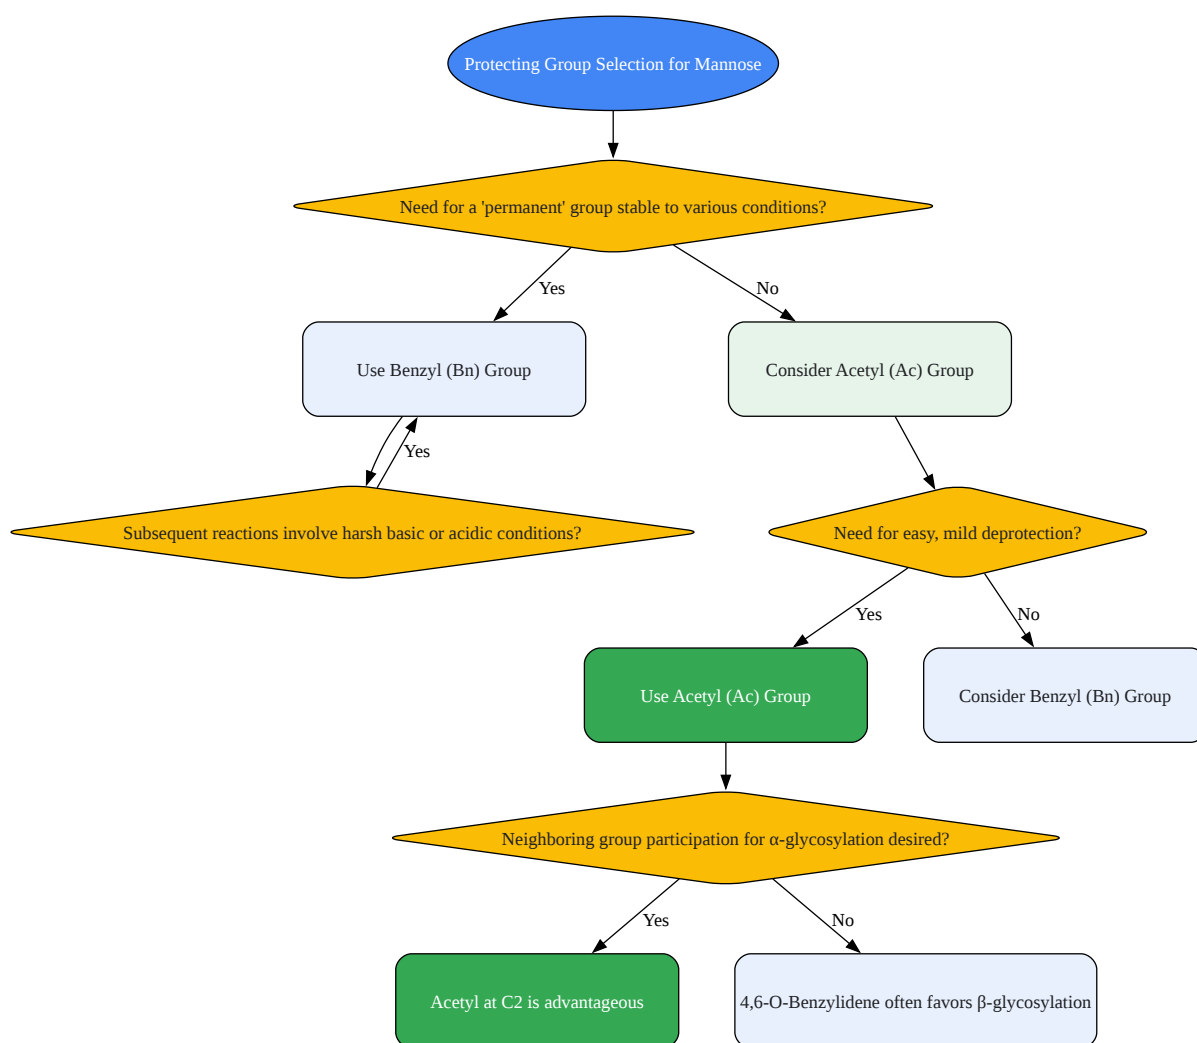 Protecting Group Selection for Mannose
Need for a 'permanent' group stable to various conditions?
Yes
No
Use Benzyl (Bn) Group
Consider Acetyl (Ac) Group
Yes
Subsequent reactions involve harsh basic or acidic conditions?
Need for easy, mild deprotection?
Yes
No
Use Acetyl (Ac) Group
Consider Benzyl (Bn) Group
Neighboring group participation for α-glycosylation desired?
Yes
No
Acetyl at C2 is advantageous
4,6-O-Benzylidene often favors β-glycosylation